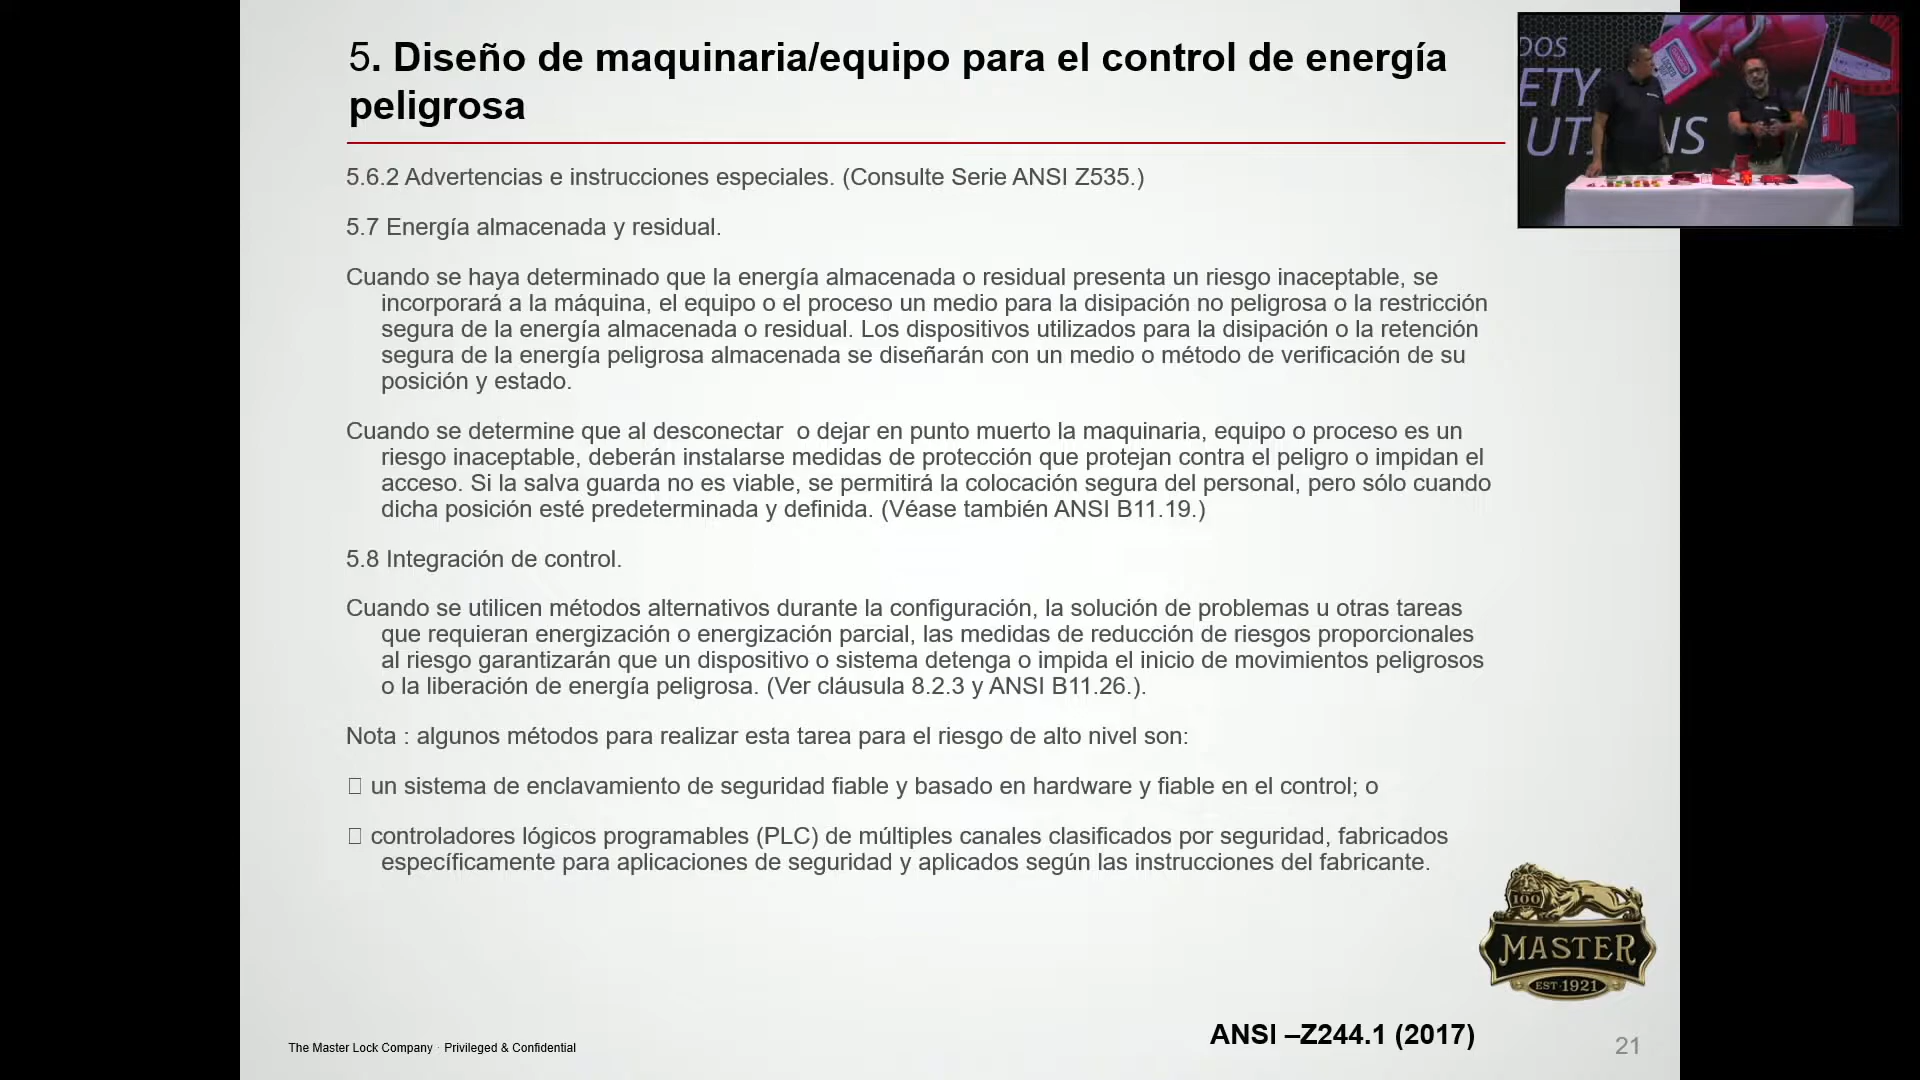 5. Diseño de maquinaria/equipo para el control de energía
peligrosa
5.6.2 Advertencias e instrucciones especiales. (Consulte Serie ANSI Z535.)
5.7 Energía almacenada y residual.
Cuando se haya determinado que la energía almacenada o residual presenta un riesgo inaceptable, se
incorporará a la máquina, el equipo o el proceso un medio para la disipación no peligrosa o la restricción
segura de la energía almacenada o residual. Los dispositivos utilizados para la disipación o la retención
segura de la energía peligrosa almacenada se diseñarán con un medio o método de verificación de su
posición y estado.
Cuando se determine que al desconectar  o dejar en punto muerto la maquinaria, equipo o proceso es un
riesgo inaceptable, deberán instalarse medidas de protección que protejan contra el peligro o impidan el
acceso. Si la salva guarda no es viable, se permitirá la colocación segura del personal, pero sólo cuando
dicha posición esté predeterminada y definida. (Véase también ANSI B11.19.)
5.8 Integración de control.
Cuando se utilicen métodos alternativos durante la configuración, la solución de problemas u otras tareas
que requieran energización o energización parcial, las medidas de reducción de riesgos proporcionales
al riesgo garantizarán que un dispositivo o sistema detenga o impida el inicio de movimientos peligrosos
o la liberación de energía peligrosa. (Ver cláusula 8.2.3 y ANSI B11.26.).
Nota : algunos métodos para realizar esta tarea para el riesgo de alto nivel son:
un sistema de enclavamiento de seguridad fiable y basado en hardware y fiable en el control; o
controladores lógicos programables (PLC) de múltiples canales clasificados por seguridad, fabricados
específicamente para aplicaciones de seguridad y aplicados según las instrucciones del fabricante.
DOS
ETY
UT NS
100
MASTER
EST 1921
ANSI –Z244.1 (2017)
The Master Lock Company · Privileged & Confidential
21